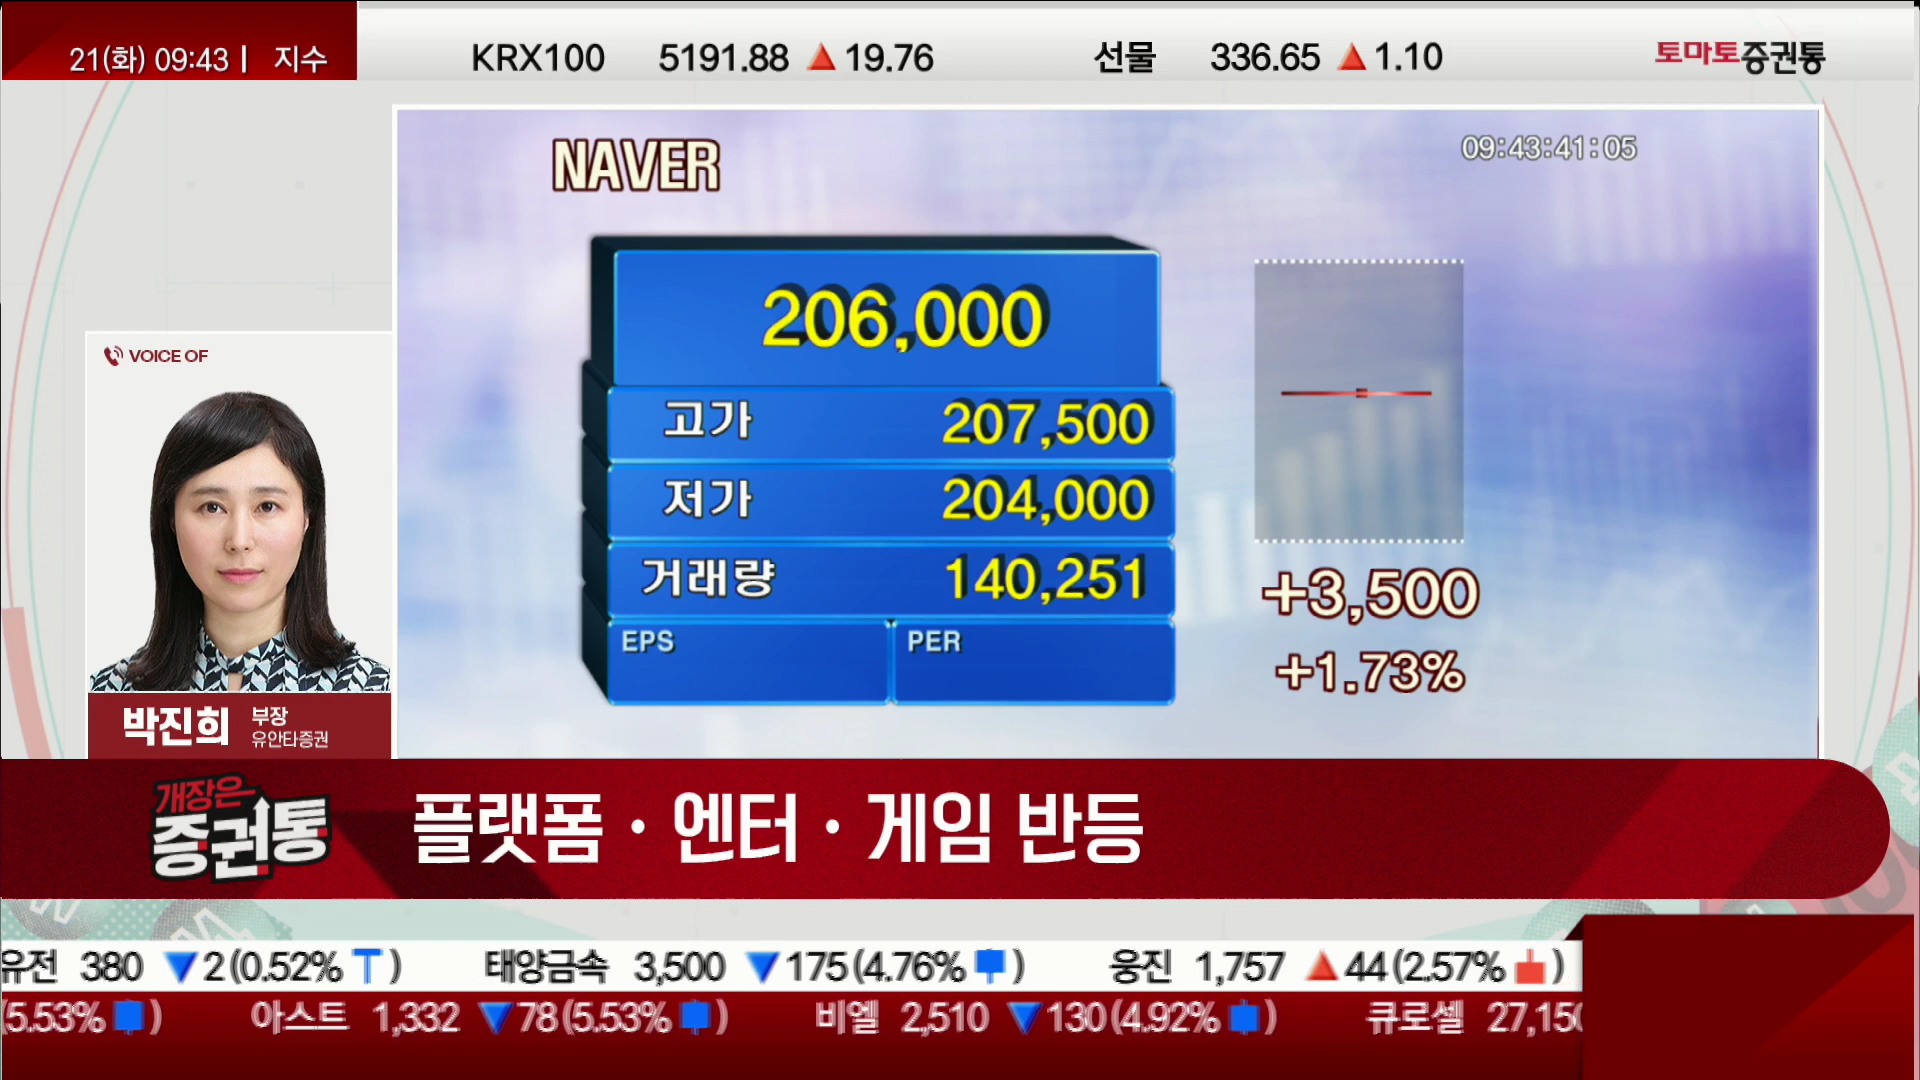 21(화) 09:43 | 지수 KRX100 5191.88 ▲ 19.76 선물 336.65 ▲ 1.10 토마토증권통
NAVER
09:43:41:05
206,000
고가 207,500
저가 204,000
거래량 140,251
EPS PER
+3,500
+1.73%
VOICE OF
박진희 부장
유안타증권
개장은
증권통
플랫폼 · 엔터 · 게임 반등
유전 380 ▼ 2(0.52% ) 태양금속 3,500 ▼ 175(4.76% ) 웅진 1,757 ▲ 44(2.57% )
(5.53% ) 아스트 1,332 ▼ 78(5.53% ) 비엘 2,510 ▼ 130(4.92% ) 큐로셀 27,150